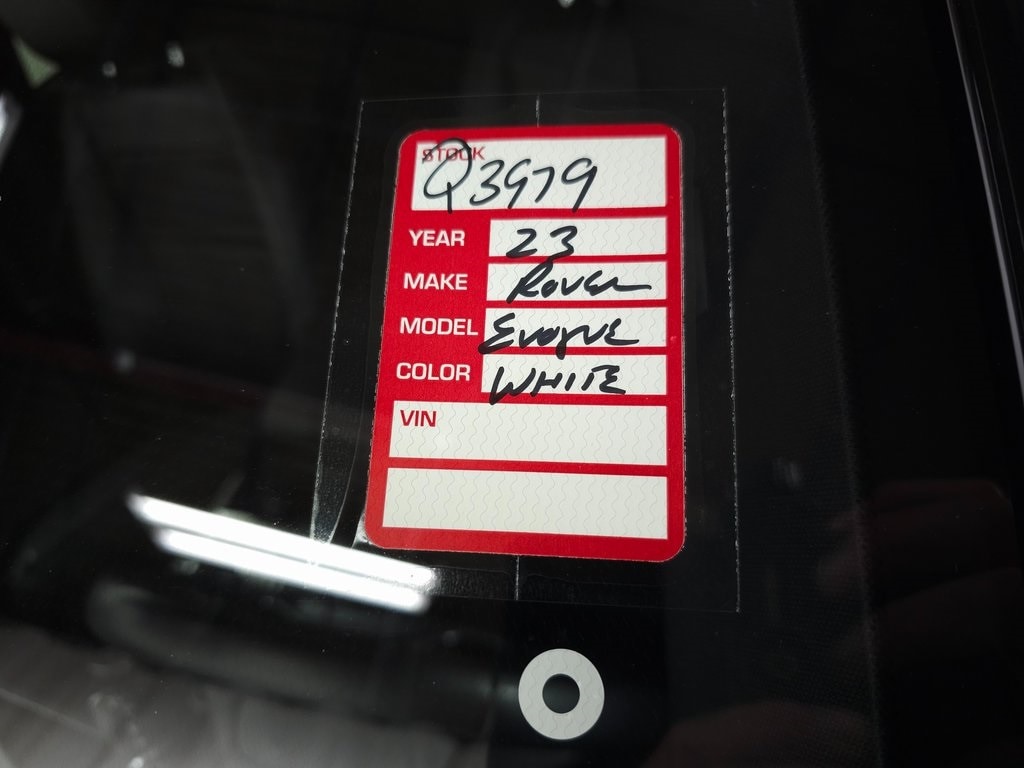 STOCK
Q3979
YEAR 23
MAKE Rover
MODEL Evoque
COLOR WHITE
VIN